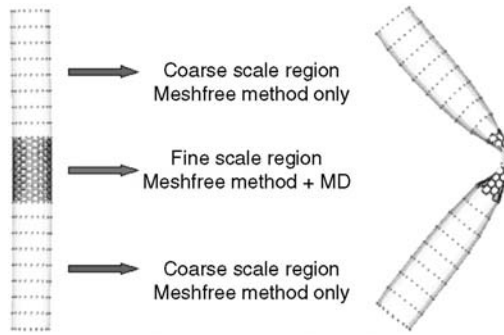 Coarse scale region
Meshfree method only
Fine scale region
Meshfree method + MD
Coarse scale region
Meshfree method only